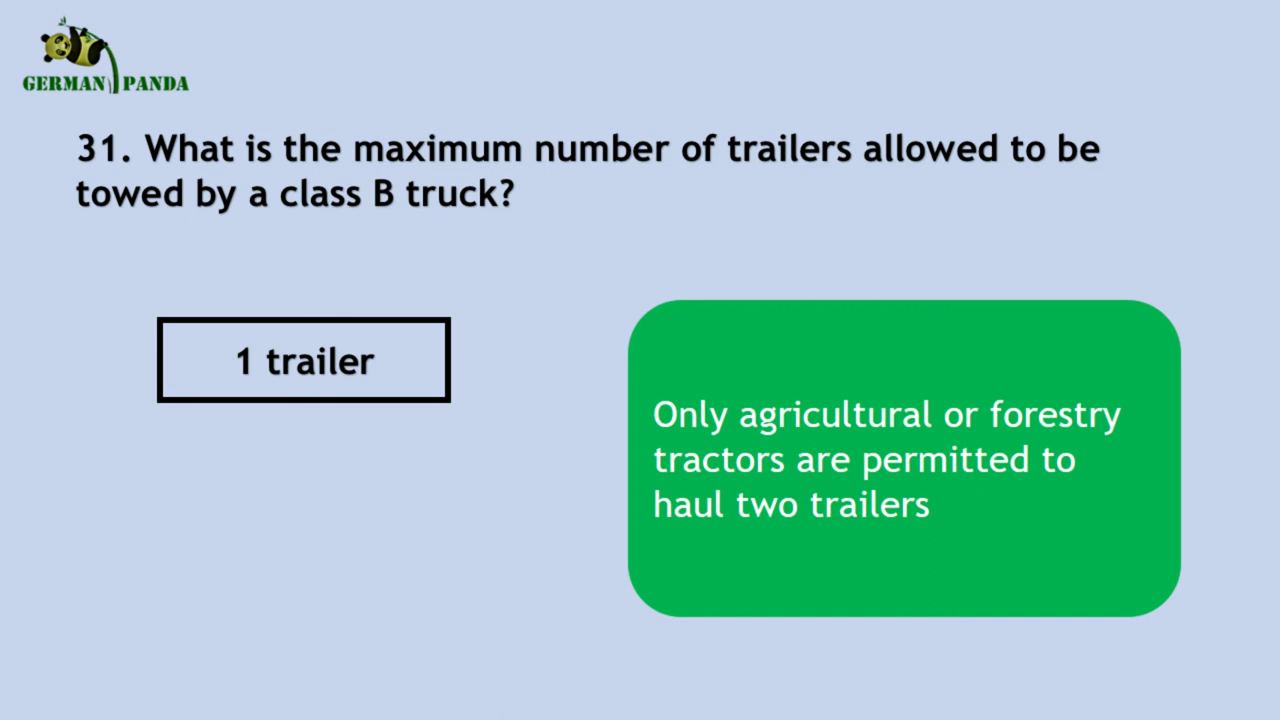 GERMAN PANDA
31. What is the maximum number of trailers allowed to be
towed by a class B truck?
1 trailer
Only agricultural or forestry
tractors are permitted to
haul two trailers